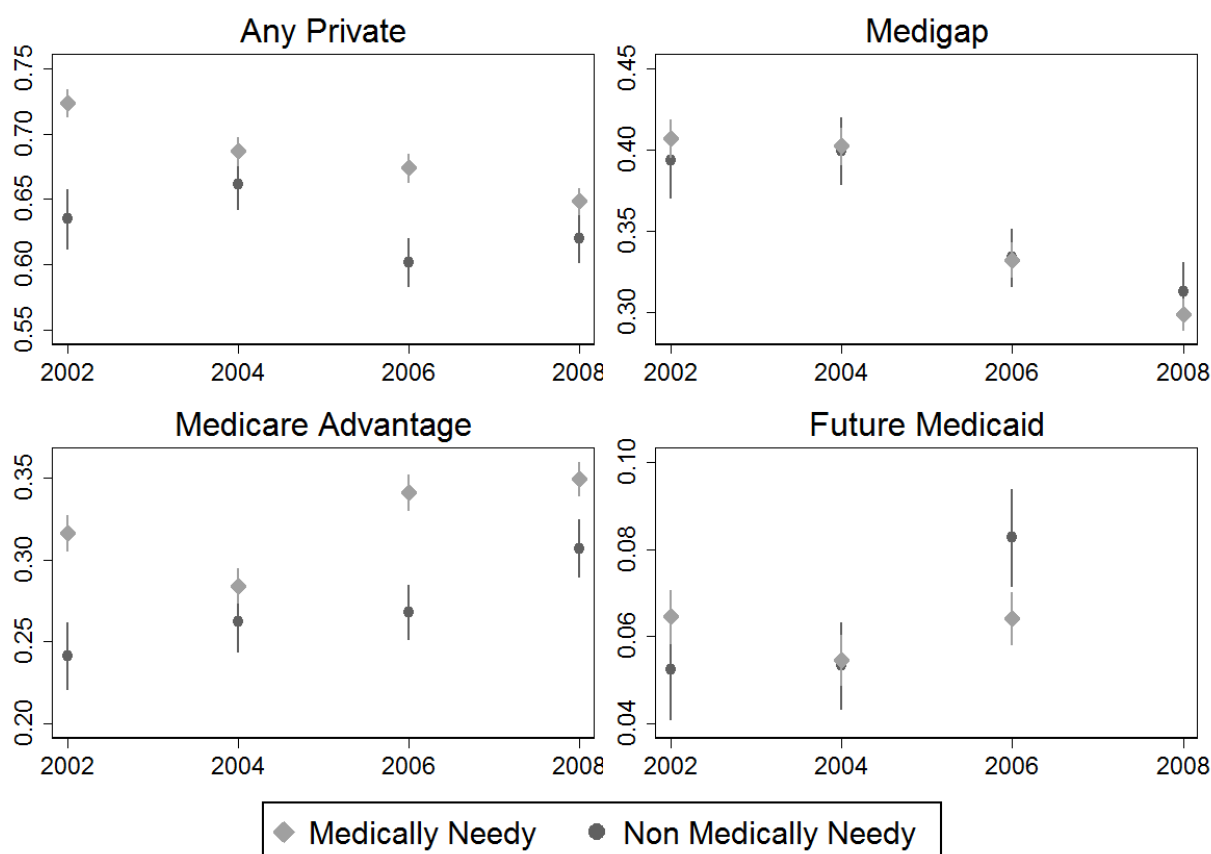 Any Private
0.75
0.70
0.65
0.60
0.55
2002 2004 2006 2008
Medigap
0.45
0.40
0.35
0.30
2002 2004 2006 2008
Medicare Advantage
0.35
0.30
0.25
0.20
2002 2004 2006 2008
Future Medicaid
0.10
0.08
0.06
0.04
2002 2004 2006 2008
Medically Needy Non Medically Needy